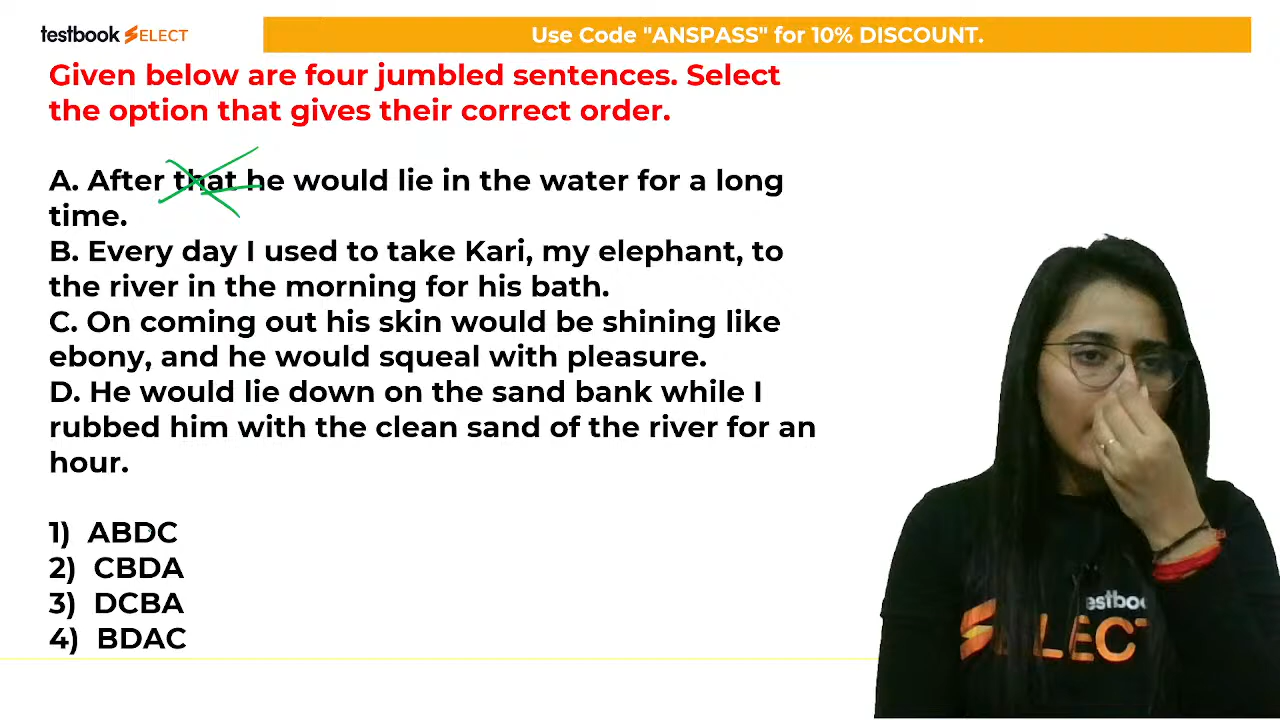 testbook SELECT
Use Code "ANSPASS" for 10% DISCOUNT.
Given below are four jumbled sentences. Select
the option that gives their correct order.
A. After that he would lie in the water for a long
time.
B. Every day I used to take Kari, my elephant, to
the river in the morning for his bath.
C. On coming out his skin would be shining like
ebony, and he would squeal with pleasure.
D. He would lie down on the sand bank while I
rubbed him with the clean sand of the river for an
hour.
1) ABDC
2) CBDA
3) DCBA
4) BDAC
estboo
SELECT